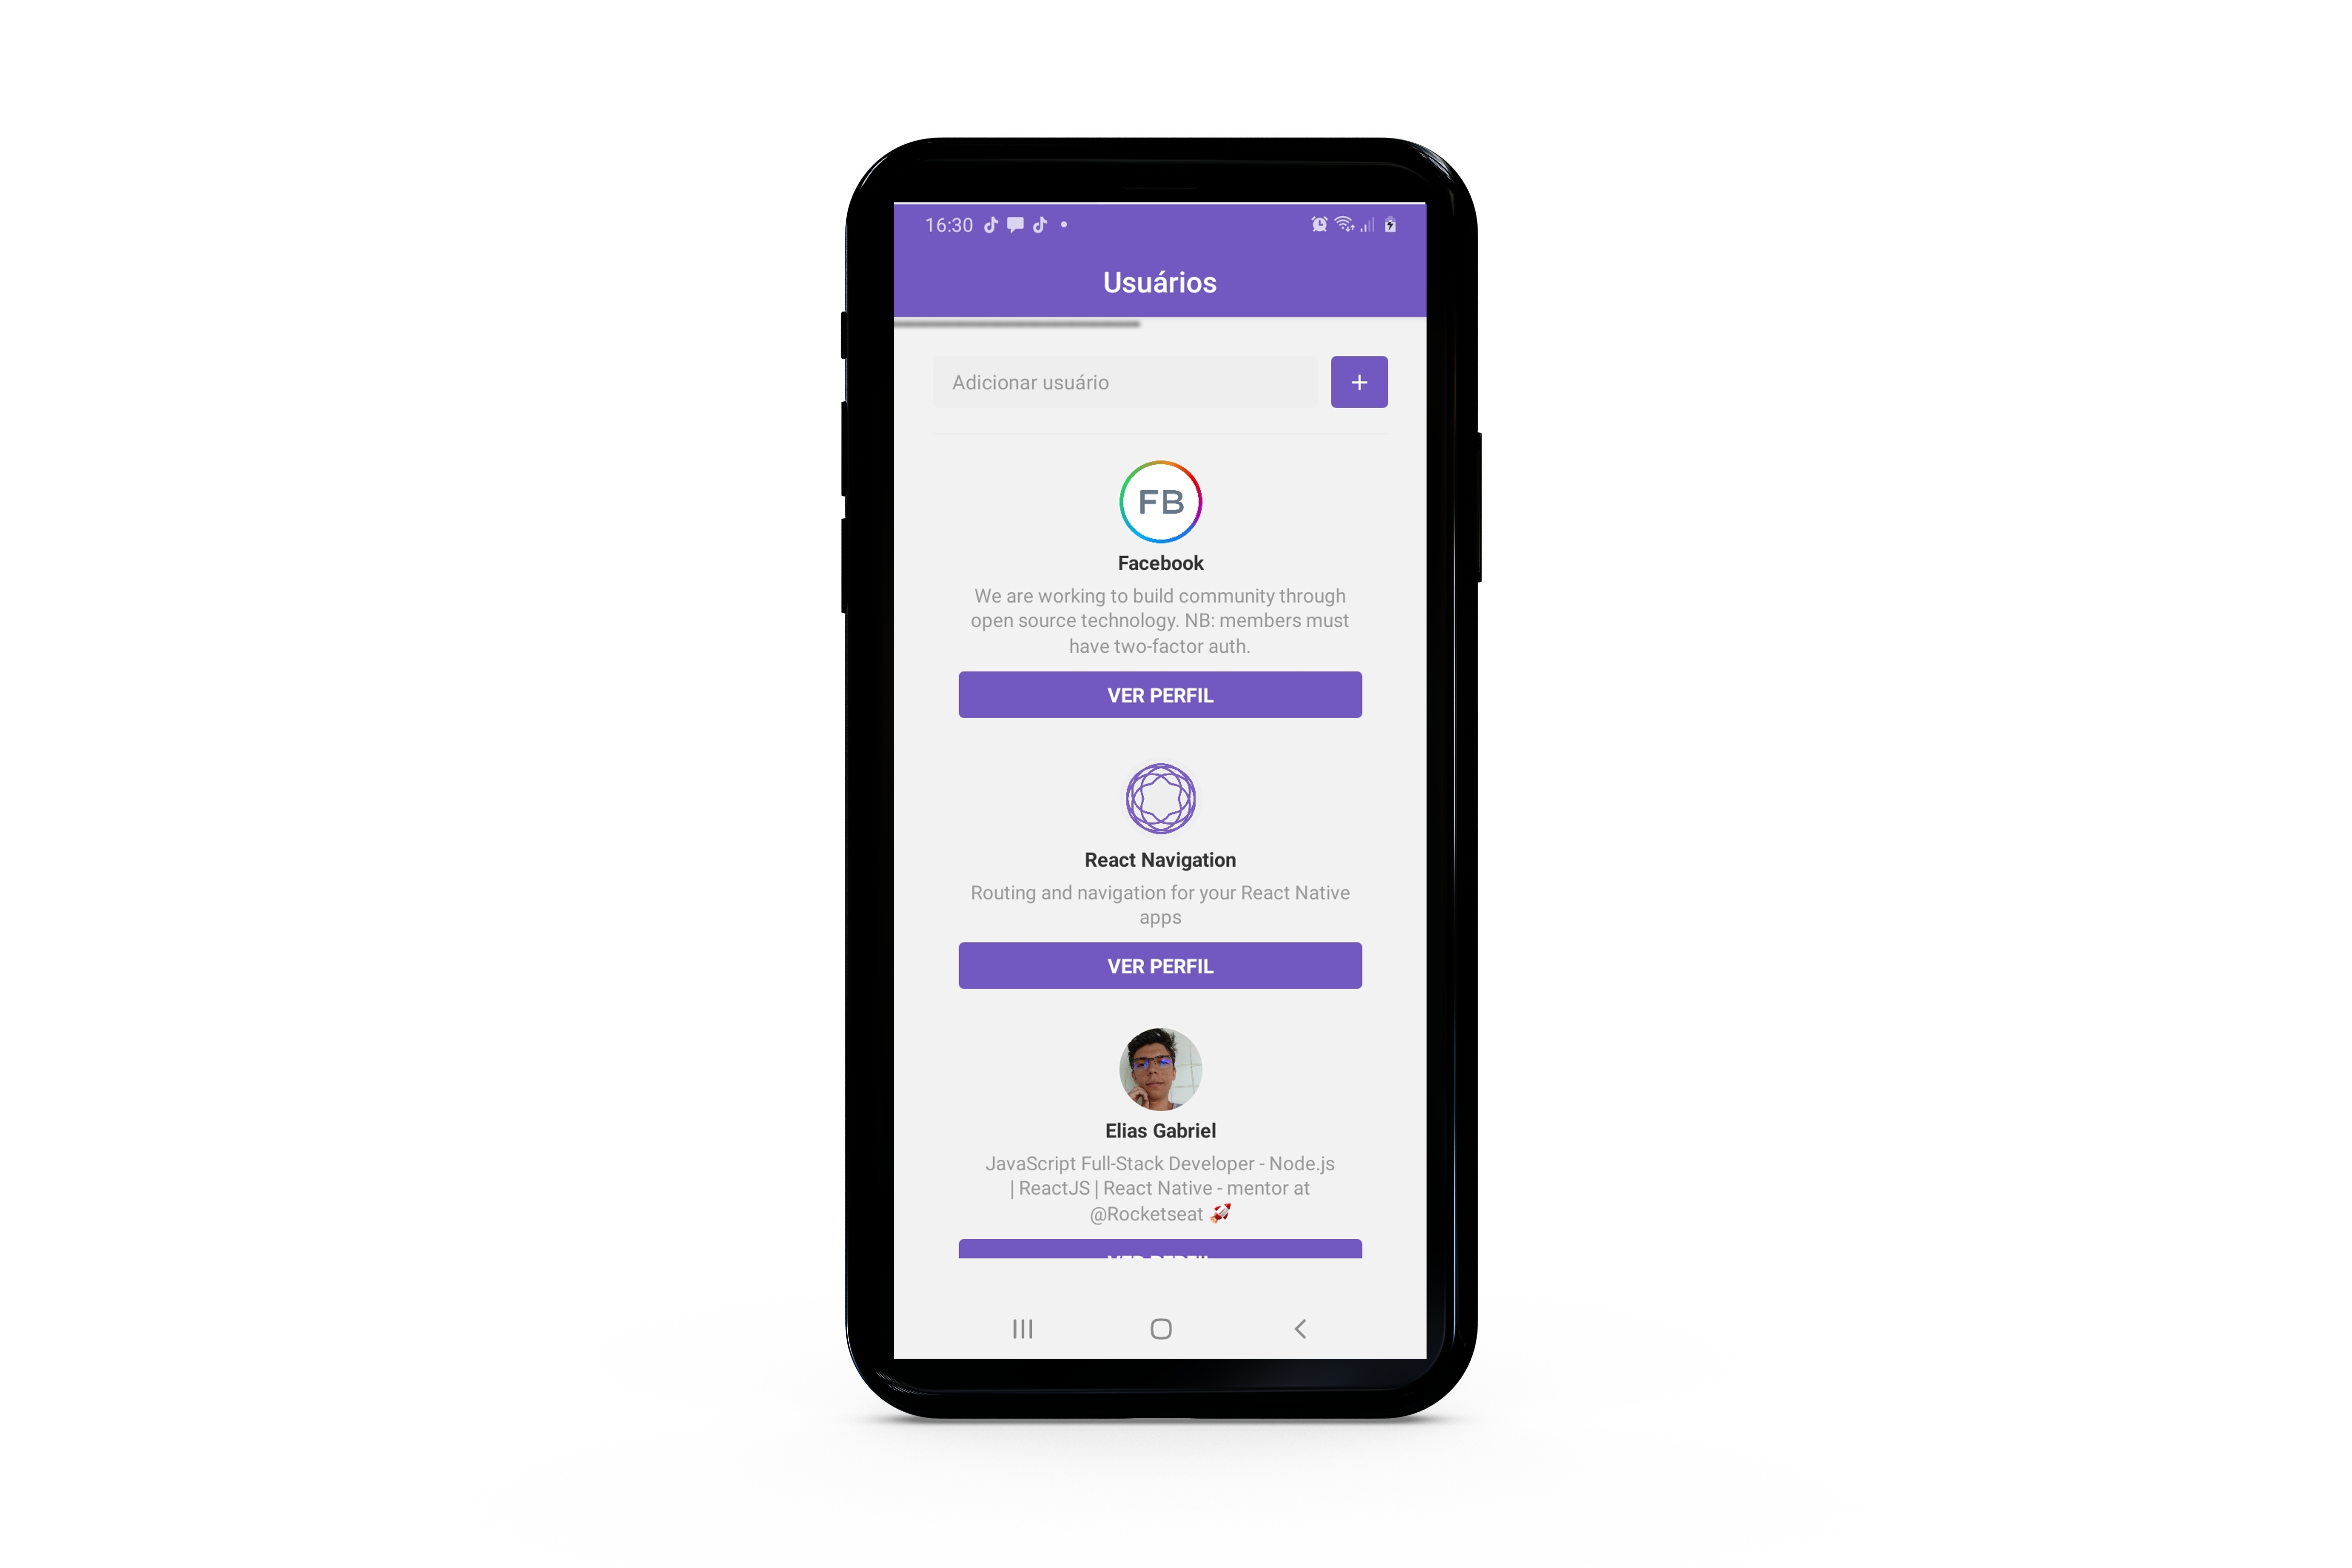 16:30
Usuários
Adicionar usuário
+
FB
Facebook
We are working to build community through
open source technology. NB: members must
have two-factor auth.
VER PERFIL
React Navigation
Routing and navigation for your React Native
apps
VER PERFIL
Elias Gabriel
JavaScript Full-Stack Developer - Node.js
| ReactJS | React Native - mentor at
@Rocketseat 🚀
VER PERFIL